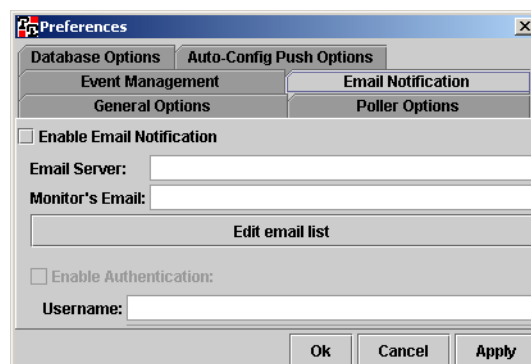 Preferences
Database Options Auto-Config Push Options
Event Management Email Notification
General Options Poller Options
Enable Email Notification
Email Server:
Monitor's Email:
Edit email list
Enable Authentication:
Username:
Ok Cancel Apply